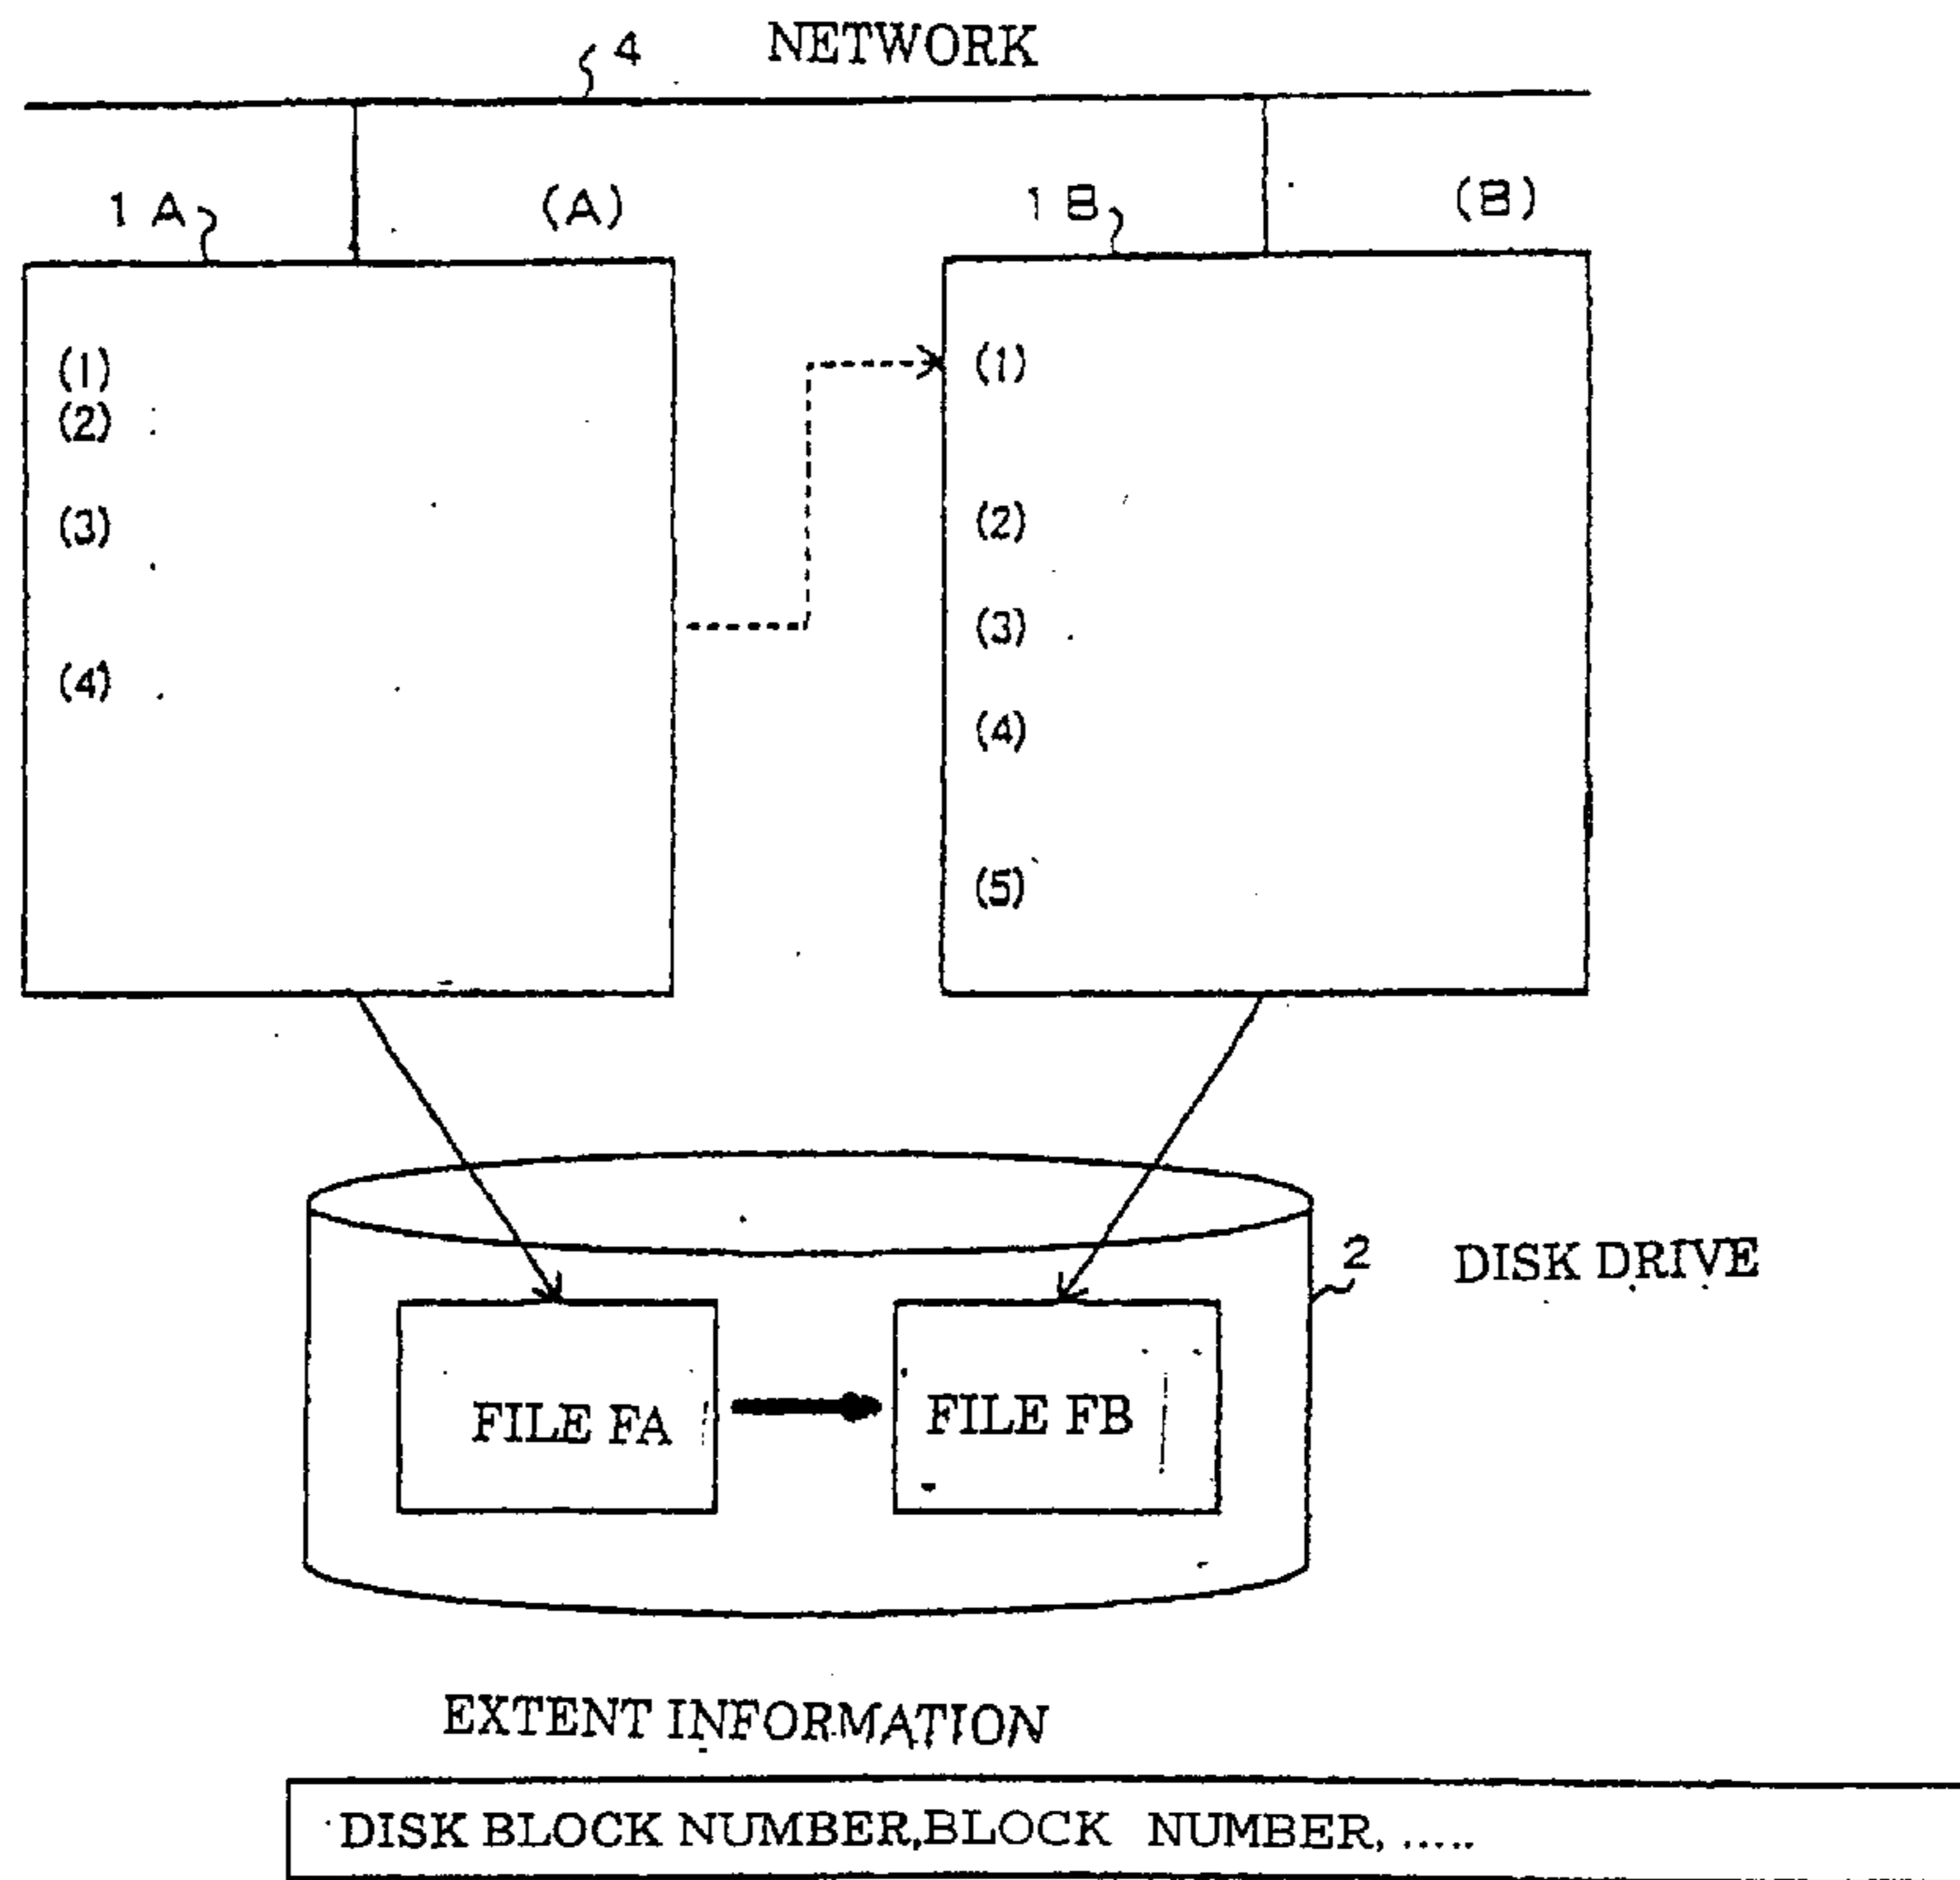 4 NETWORK
1A (A) 1B (B)
(1)
(2)
(3)
(4)
(1)
(2)
(3)
(4)
(5)
2 DISK DRIVE
FILE FA
FILE FB
EXTENT INFORMATION
DISK BLOCK NUMBER,BLOCK NUMBER, .....